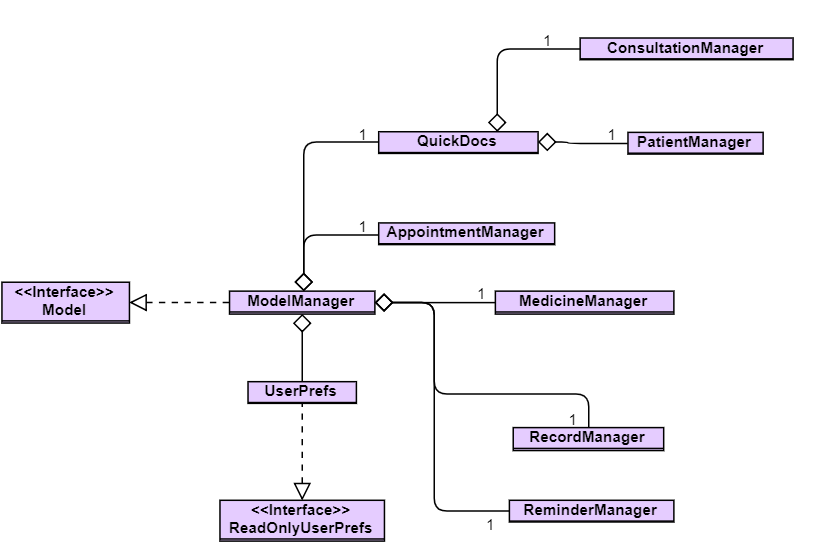 1
ConsultationManager
1
QuickDocs
1
PatientManager
1
AppointmentManager
<<Interface>>
Model
ModelManager
1
MedicineManager
UserPrefs
1
RecordManager
<<Interface>>
ReadOnlyUserPrefs
1
ReminderManager